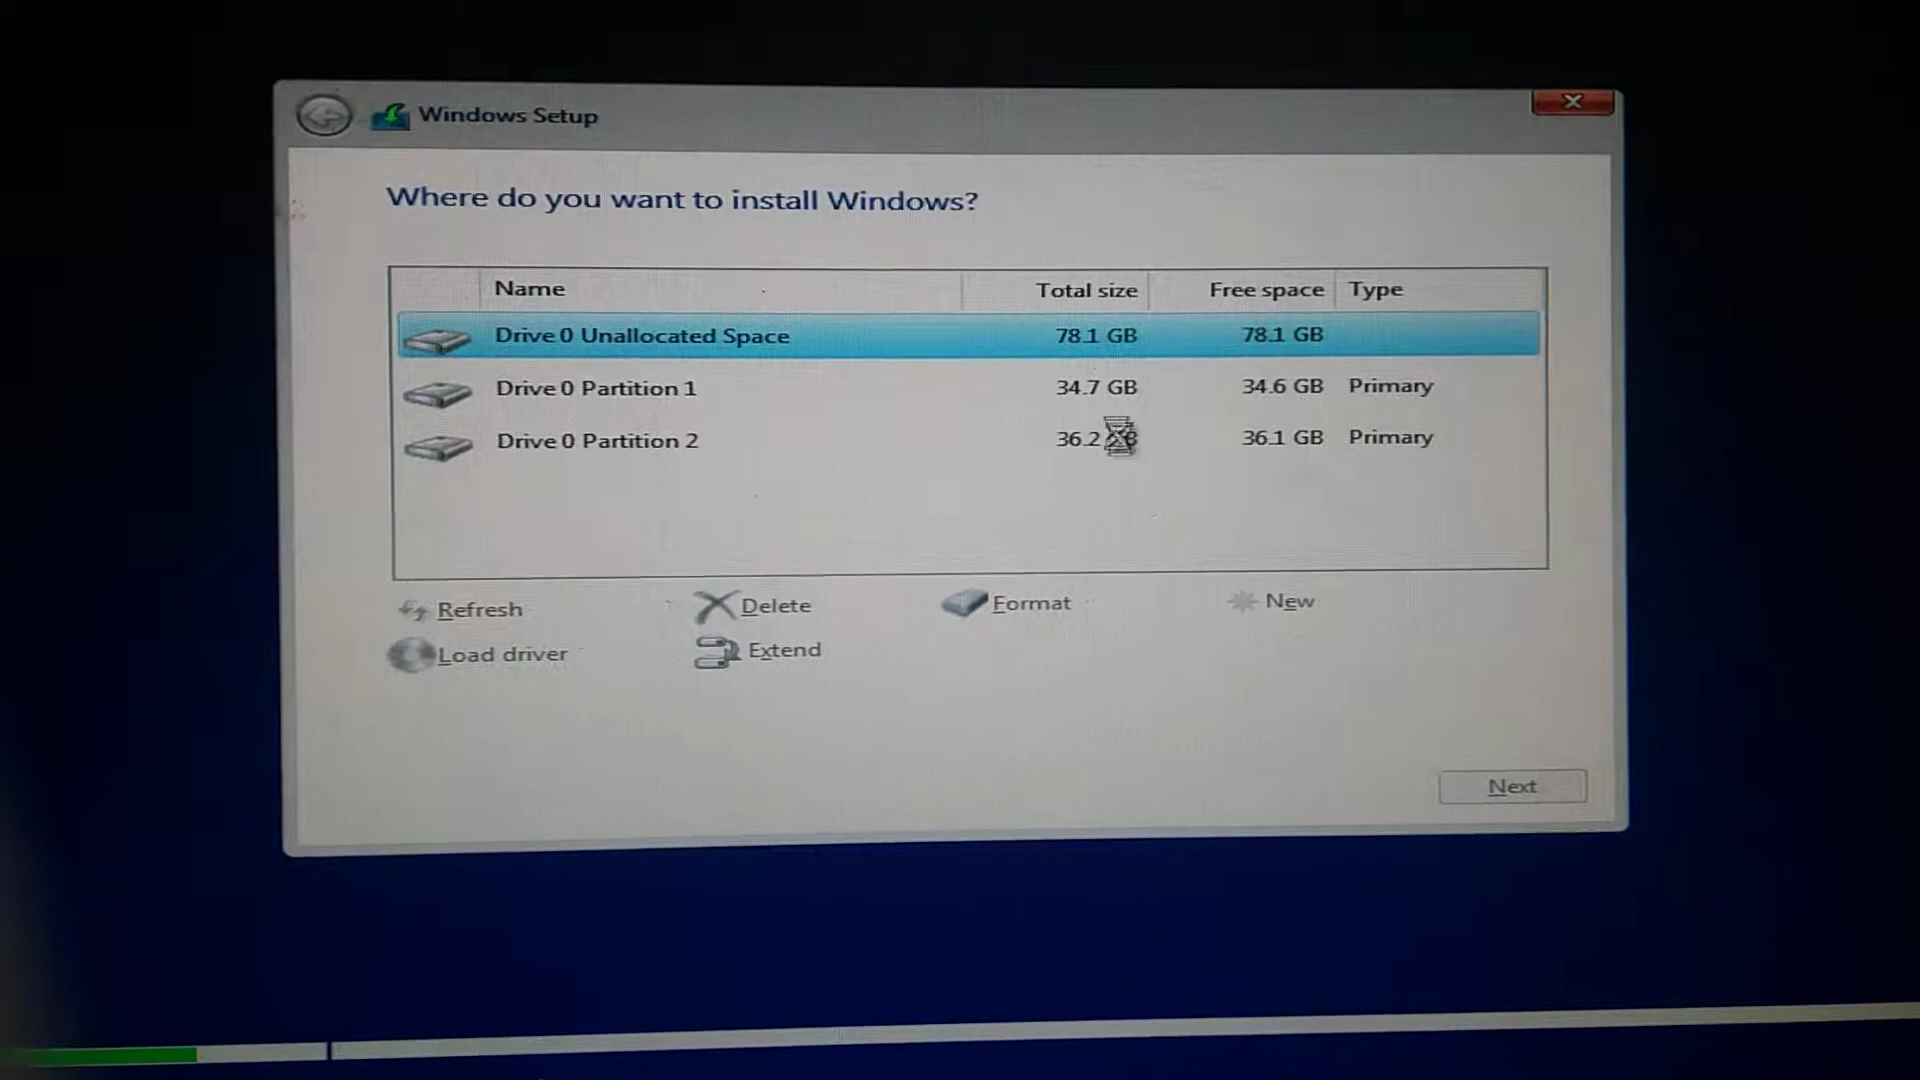 Windows Setup
Where do you want to install Windows?
Name Total size Free space Type
Drive 0 Unallocated Space 78.1 GB 78.1 GB
Drive 0 Partition 1 34.7 GB 34.6 GB Primary
Drive 0 Partition 2 36.2 36.1 GB Primary
Refresh Delete Format New
Load driver Extend
Next